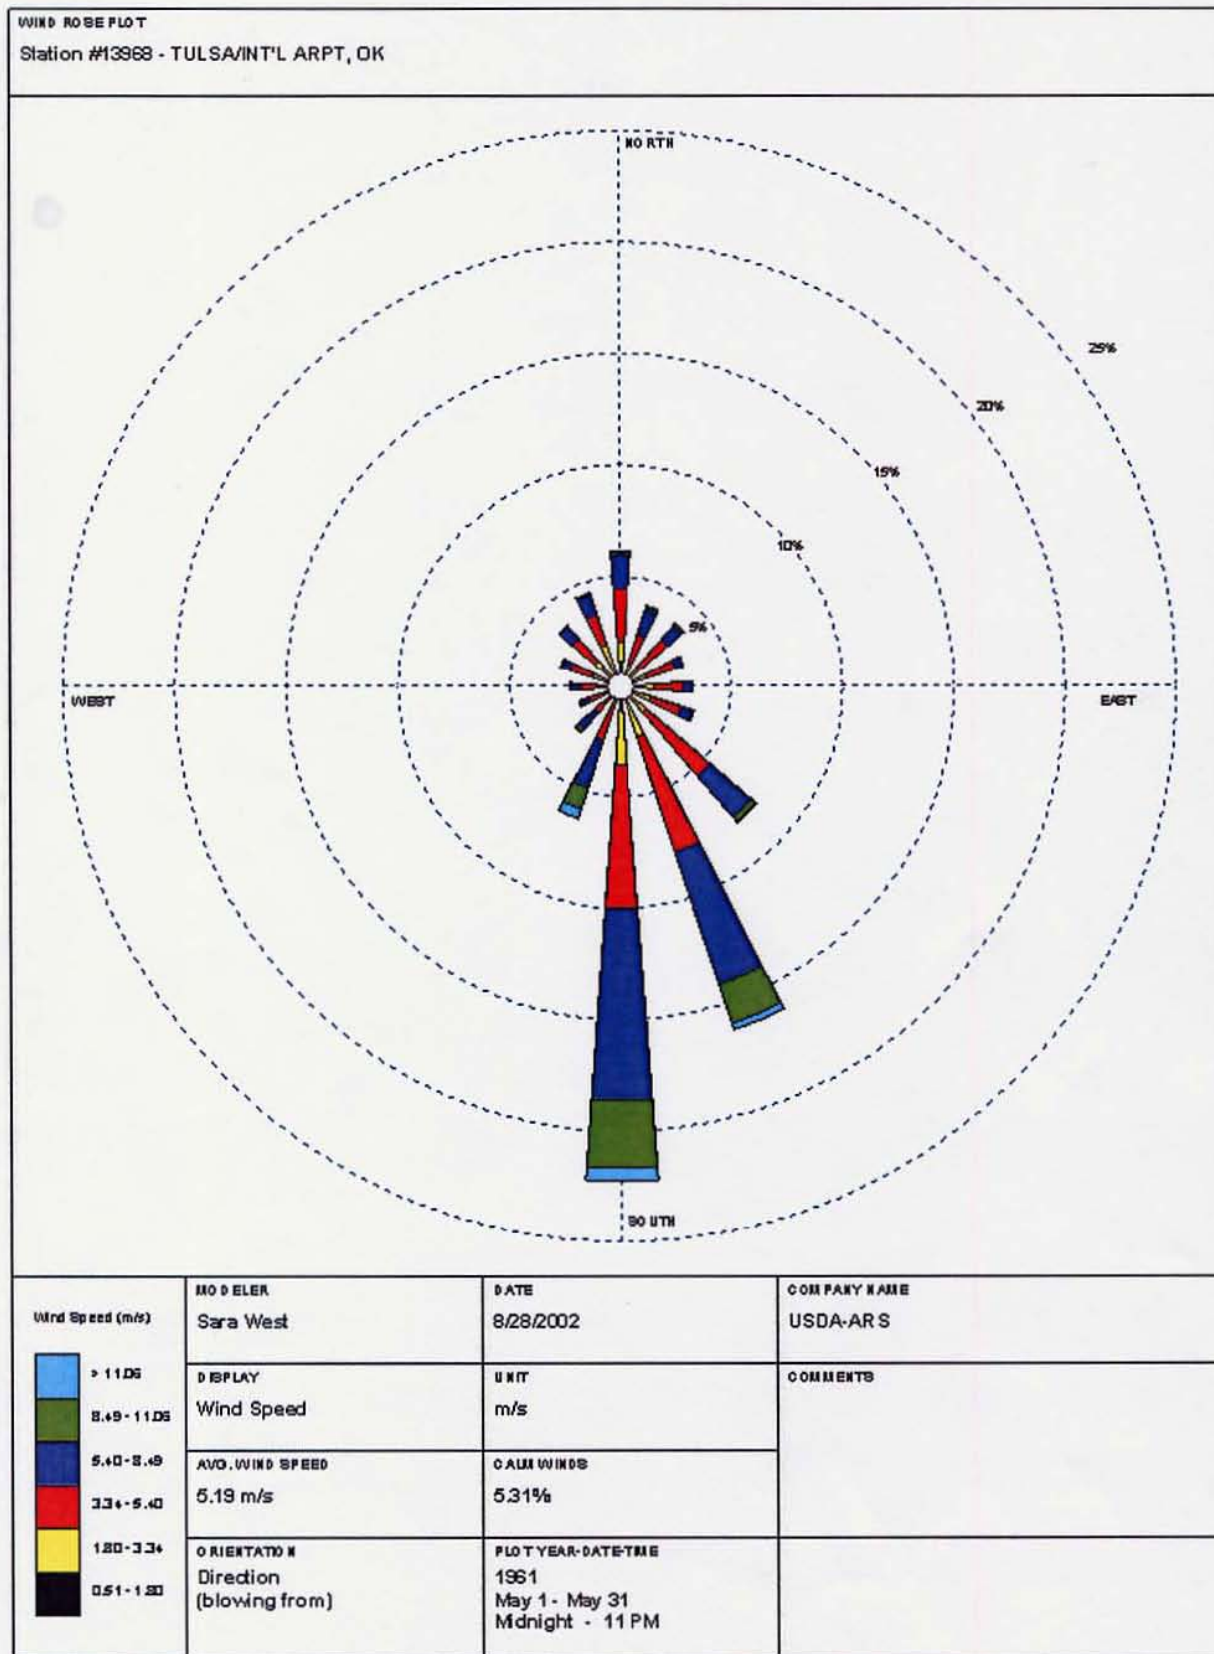 WIND ROSE PLOT
Station #13968 - TULSA/INT'L ARPT, OK
NORTH
25%
20%
15%
10%
5%
WEST
EAST
SOUTH
Wind Speed (m/s)
> 11.06
8.49 - 11.06
5.40 - 8.49
3.34 - 5.40
1.80 - 3.34
0.51 - 1.80
MODELER
Sara West
DATE
8/28/2002
COMPANY NAME
USDA-ARS
DISPLAY
Wind Speed
UNIT
m/s
COMMENTS
AVG. WIND SPEED
5.19 m/s
CALM WINDS
5.31%
ORIENTATION
Direction
(blowing from)
PLOT YEAR-DATE-TIME
1961
May 1 - May 31
Midnight - 11 PM